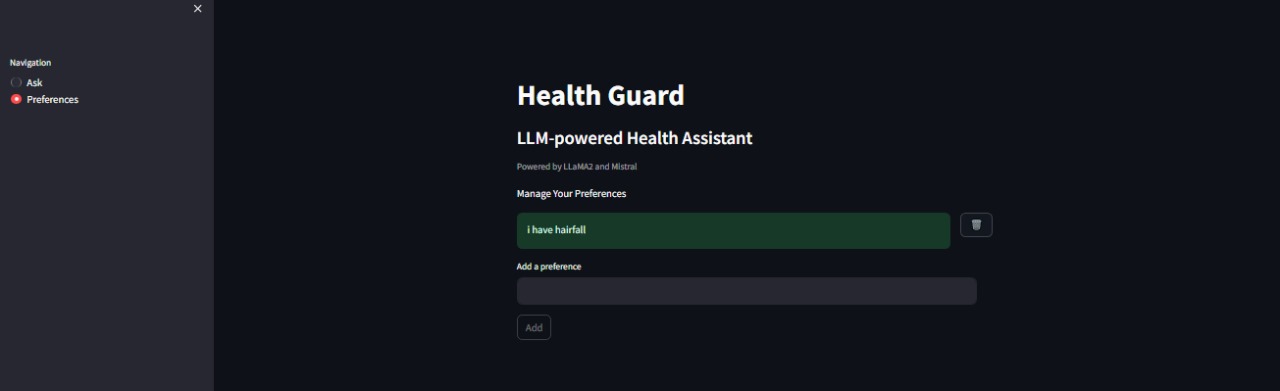 Navigation
Ask
Preferences
Health Guard
LLM-powered Health Assistant
Powered by LLaMA2 and Mistral
Manage Your Preferences
i have hairfall
Add a preference
Add